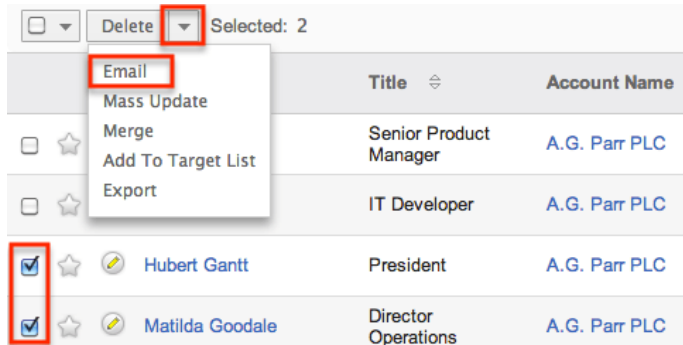 Delete Selected: 2
Email
Mass Update
Merge
Add To Target List
Export
Title Account Name
Senior Product
Manager
A.G. Parr PLC
IT Developer A.G. Parr PLC
Hubert Gantt President A.G. Parr PLC
Matilda Goodale Director
Operations
A.G. Parr PLC